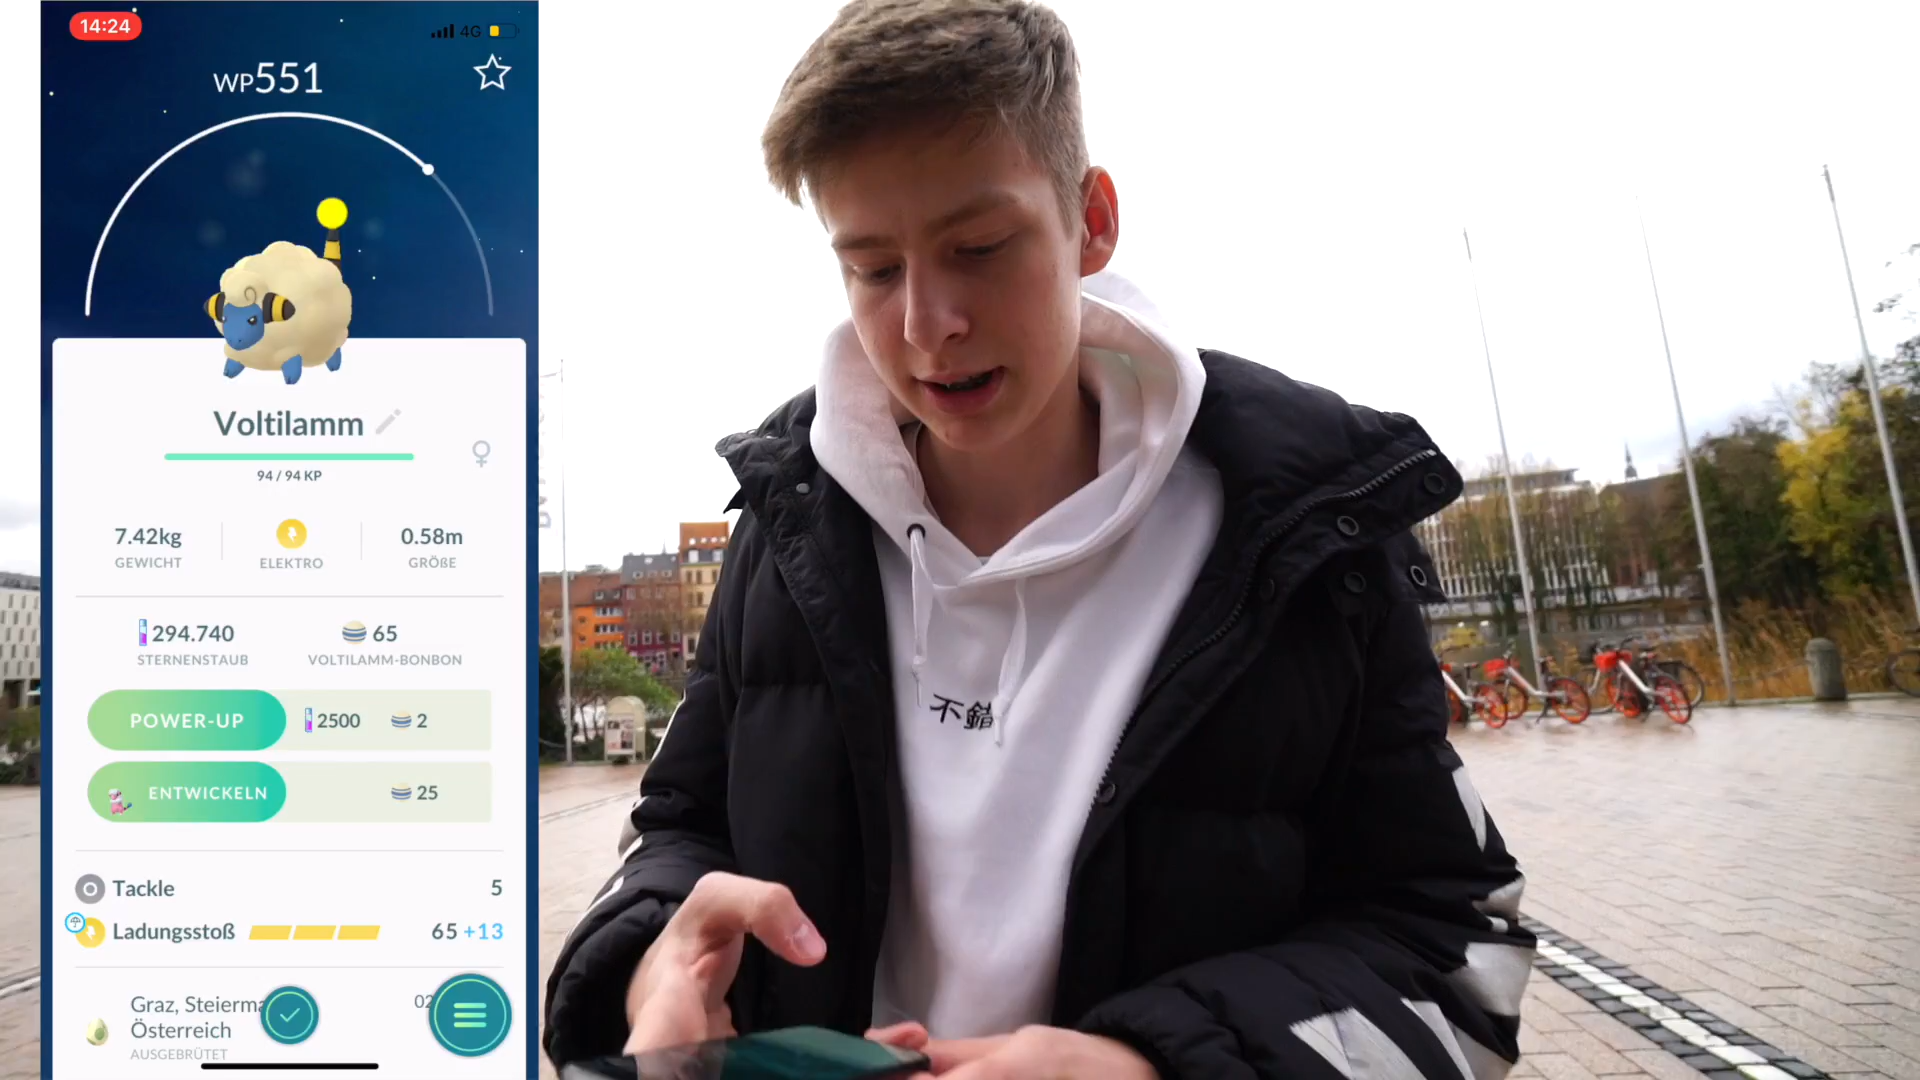 14:24
4G
WP551
Voltilamm
94 / 94 KP
7.42kg
GEWICHT
ELEKTRO
0.58m
GRÖßE
294.740
STERNENSTAUB
65
VOLTILAMM-BONBON
POWER-UP
2500
2
ENTWICKELN
25
Tackle
5
Ladungsstoß
65 +13
Graz, Steierma
02
Österreich
AUSGEBRÜTET
不錯